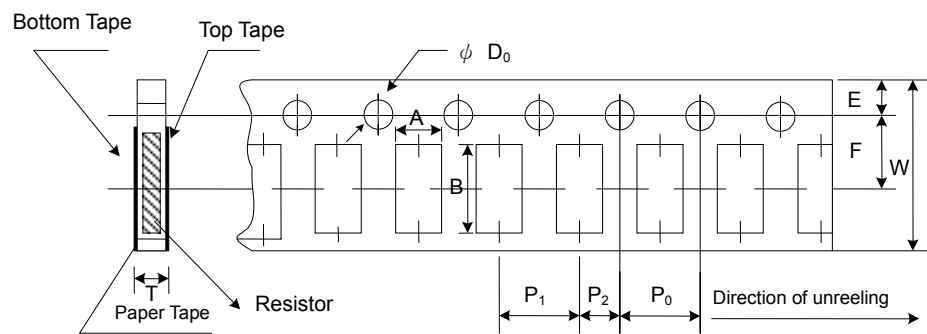 Bottom Tape
Top Tape
ψ D₀
E
A
F
W
B
T
P₁
P₂
P₀
Paper Tape
Resistor
Direction of unreeling